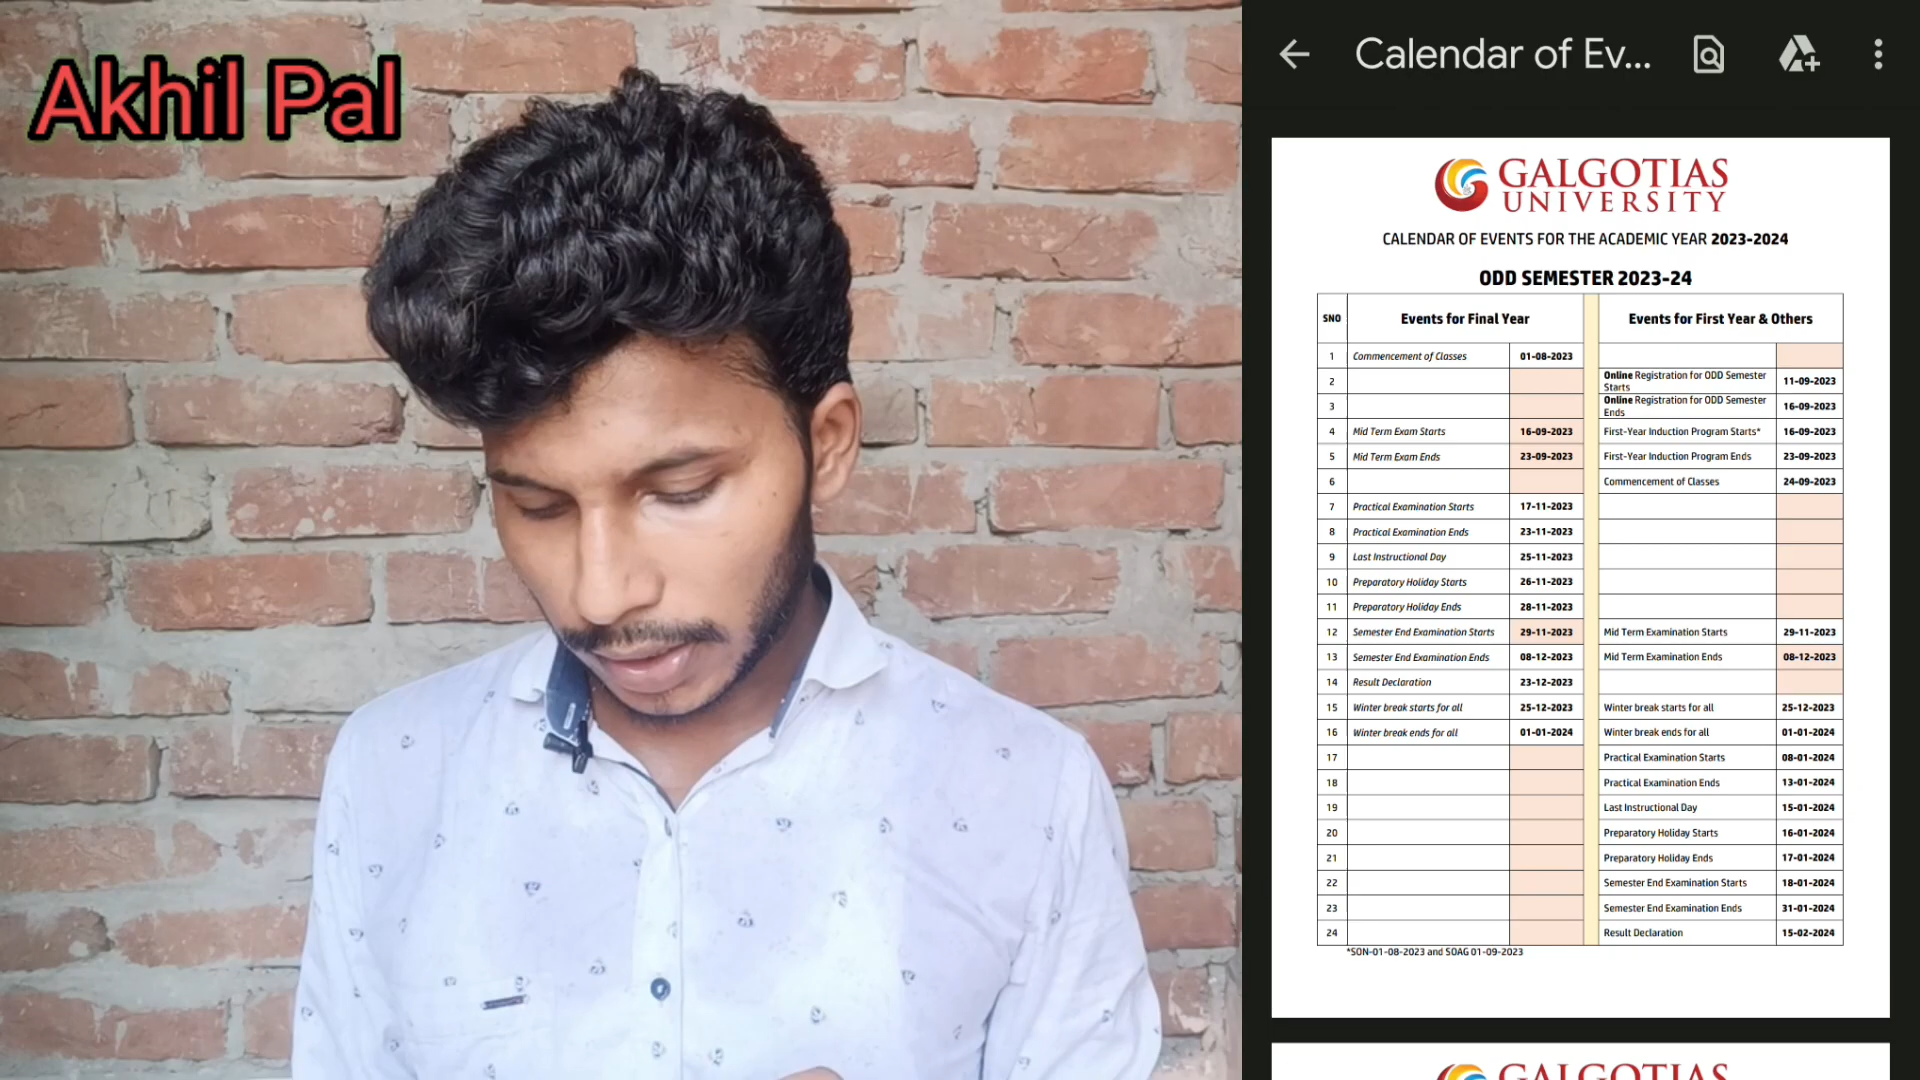 Akhil Pal
Calendar of Ev...
GALGOTIAS
UNIVERSITY
CALENDAR OF EVENTS FOR THE ACADEMIC YEAR 2023-2024
ODD SEMESTER 2023-24
SNO Events for Final Year Events for First Year & Others
1 Commencement of Classes 01-08-2023
2 Online Registration for ODD Semester Starts 11-09-2023
3 Online Registration for ODD Semester Ends 16-09-2023
4 Mid Term Exam Starts 16-09-2023 First-Year Induction Program Starts* 16-09-2023
5 Mid Term Exam Ends 23-09-2023 First-Year Induction Program Ends 23-09-2023
6 Commencement of Classes 24-09-2023
7 Practical Examination Starts 17-11-2023
8 Practical Examination Ends 23-11-2023
9 Last Instructional Day 25-11-2023
10 Preparatory Holiday Starts 26-11-2023
11 Preparatory Holiday Ends 28-11-2023
12 Semester End Examination Starts 29-11-2023 Mid Term Examination Starts 29-11-2023
13 Semester End Examination Ends 08-12-2023 Mid Term Examination Ends 08-12-2023
14 Result Declaration 23-12-2023
15 Winter break starts for all 25-12-2023 Winter break starts for all 25-12-2023
16 Winter break ends for all 01-01-2024 Winter break ends for all 01-01-2024
17 Practical Examination Starts 08-01-2024
18 Practical Examination Ends 13-01-2024
19 Last Instructional Day 15-01-2024
20 Preparatory Holiday Starts 16-01-2024
21 Preparatory Holiday Ends 17-01-2024
22 Semester End Examination Starts 18-01-2024
23 Semester End Examination Ends 31-01-2024
24 Result Declaration 15-02-2024
*SON-01-08-2023 and SOAG 01-09-2023
GALGOTIAS